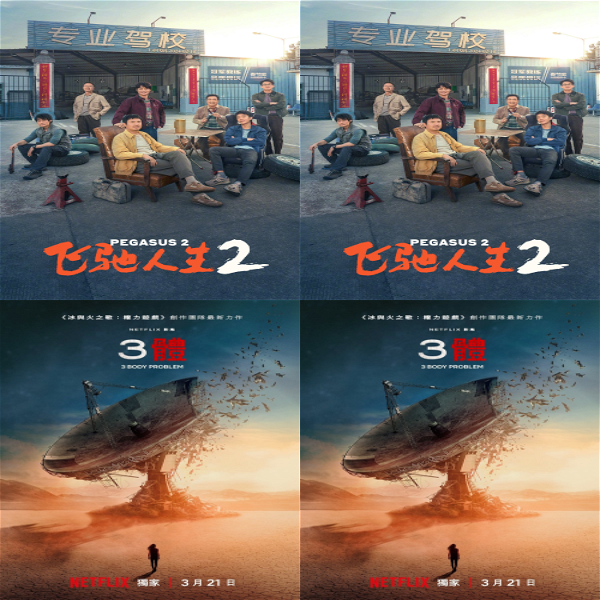 专业驾校
专业驾校
PEGASUS 2
飞驰人生2
PEGASUS 2
飞驰人生2
《冰與火之歌：權力遊戲》創作團隊最新力作
NETFLIX 影集
3體
3 BODY PROBLEM
NETFLIX 獨家 | 3月21日
《冰與火之歌：權力遊戲》創作團隊最新力作
NETFLIX 影集
3體
3 BODY PROBLEM
NETFLIX 獨家 | 3月21日